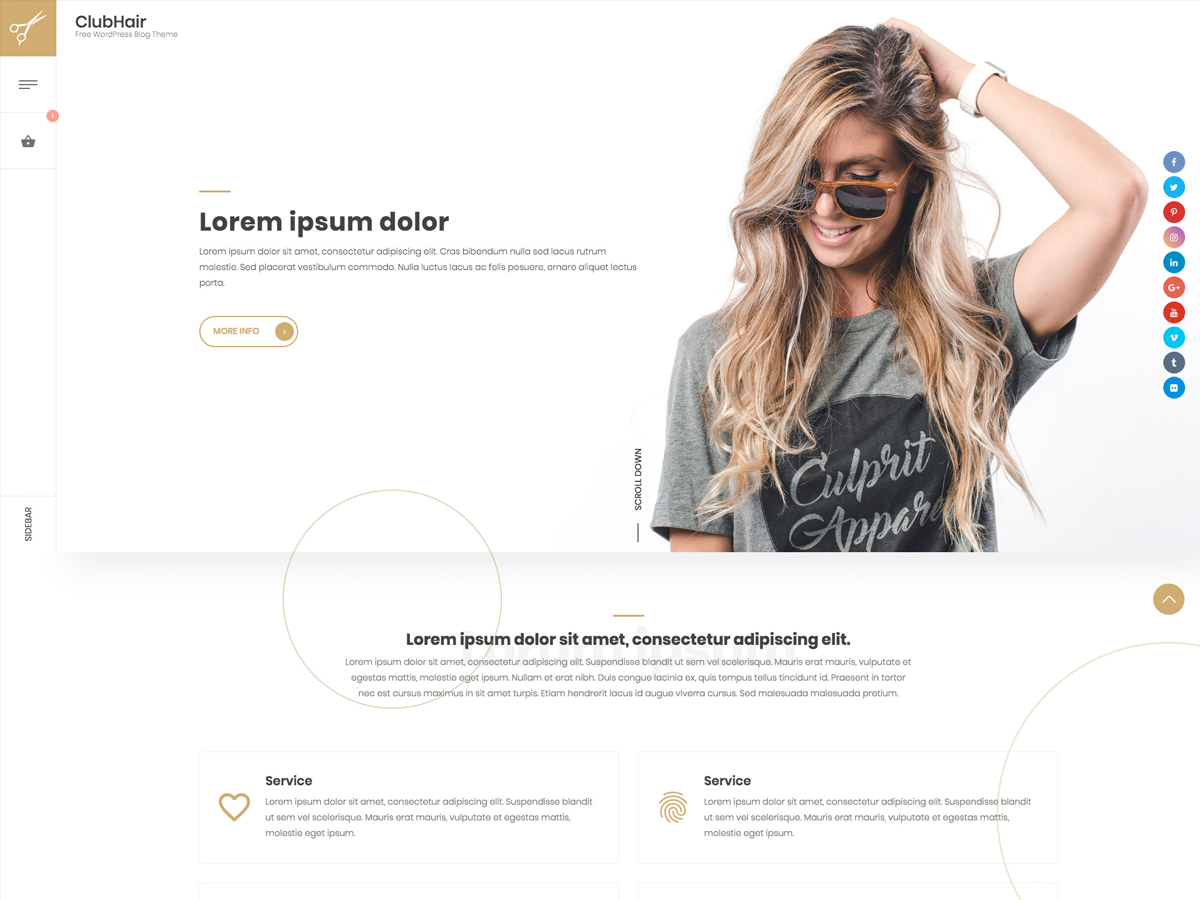 ClubHair
Free WordPress Blog Theme
Lorem ipsum dolor
Lorem ipsum dolor sit amet, consectetur adipiscing elit. Cras bibendum nulla sed lacus rutrum
molestie. Sed placerat vestibulum commodo. Nulla luctus lacus ac felis posuere, ornare aliquet lectus
porta.
MORE INFO
Culprit
Appare
SCROLL DOWN
SIDEBAR
Lorem ipsum dolor sit amet, consectetur adipiscing elit.
Lorem ipsum dolor sit amet, consectetur adipiscing elit. Suspendisse blandit ut sem vel scelerisque. Mauris erat mauris, vulputate et
egestas mattis, molestie eget ipsum. Nullam et erat nibh. Duis congue lacinia ex, quis tempus tellus tincidunt id. Praesent in tortor
nec est cursus maximus in sit amet turpis. Etiam hendrerit lacus id augue viverra cursus. Sed malesuada malesuada pretium.
Service
Lorem ipsum dolor sit amet, consectetur adipiscing elit. Suspendisse blandit
ut sem vel scelerisque. Mauris erat mauris, vulputate et egestas mattis,
molestie eget ipsum.
Service
Lorem ipsum dolor sit amet, consectetur adipiscing elit. Suspendisse blandit
ut sem vel scelerisque. Mauris erat mauris, vulputate et egestas mattis,
molestie eget ipsum.